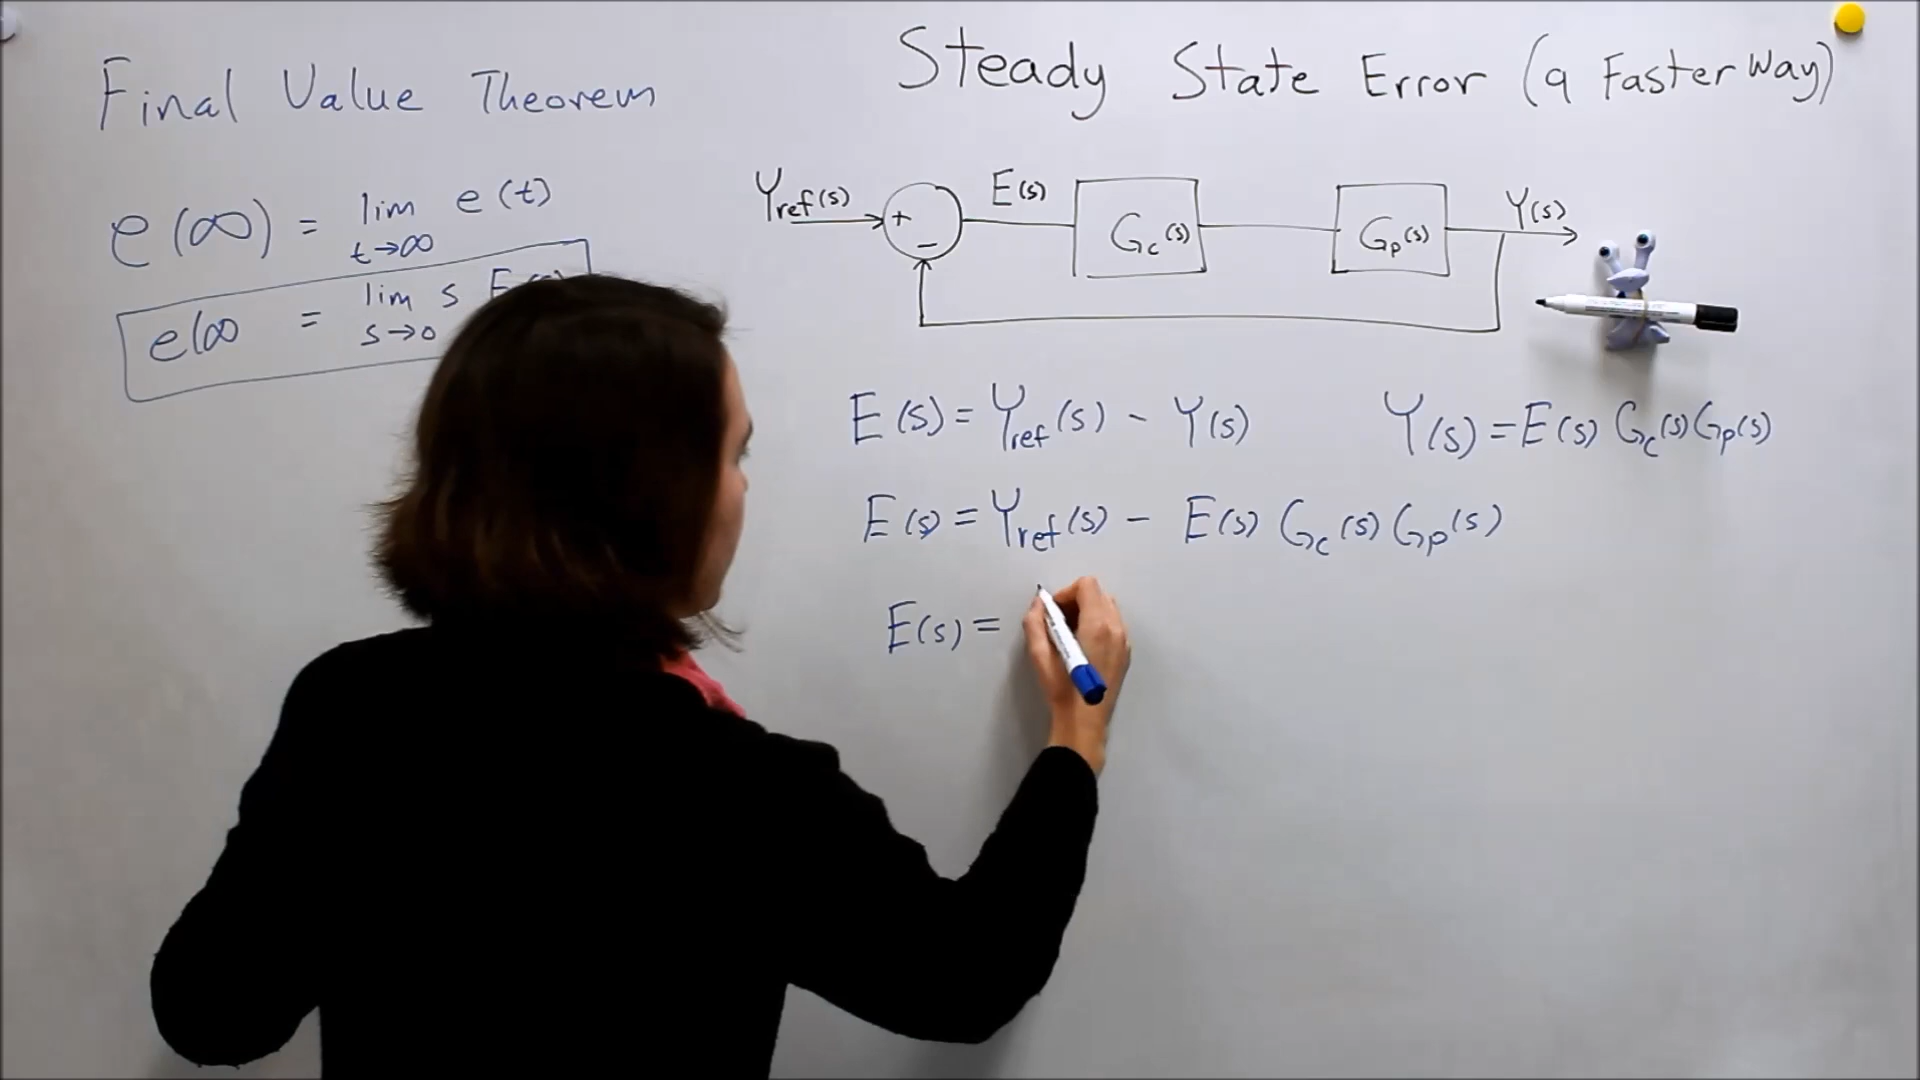 Final Value Theorem
e(∞) = lim e(t)
t→∞
e(∞ = lim s E
s→0
Steady State Error (a Faster Way)
Yref(s) + − E(s) Gc(s) Gp(s) Y(s)
E(s) = Yref(s) − Y(s) Y(s) = E(s) Gc(s) Gp(s)
E(s) = Yref(s) − E(s) Gc(s) Gp(s)
E(s) =